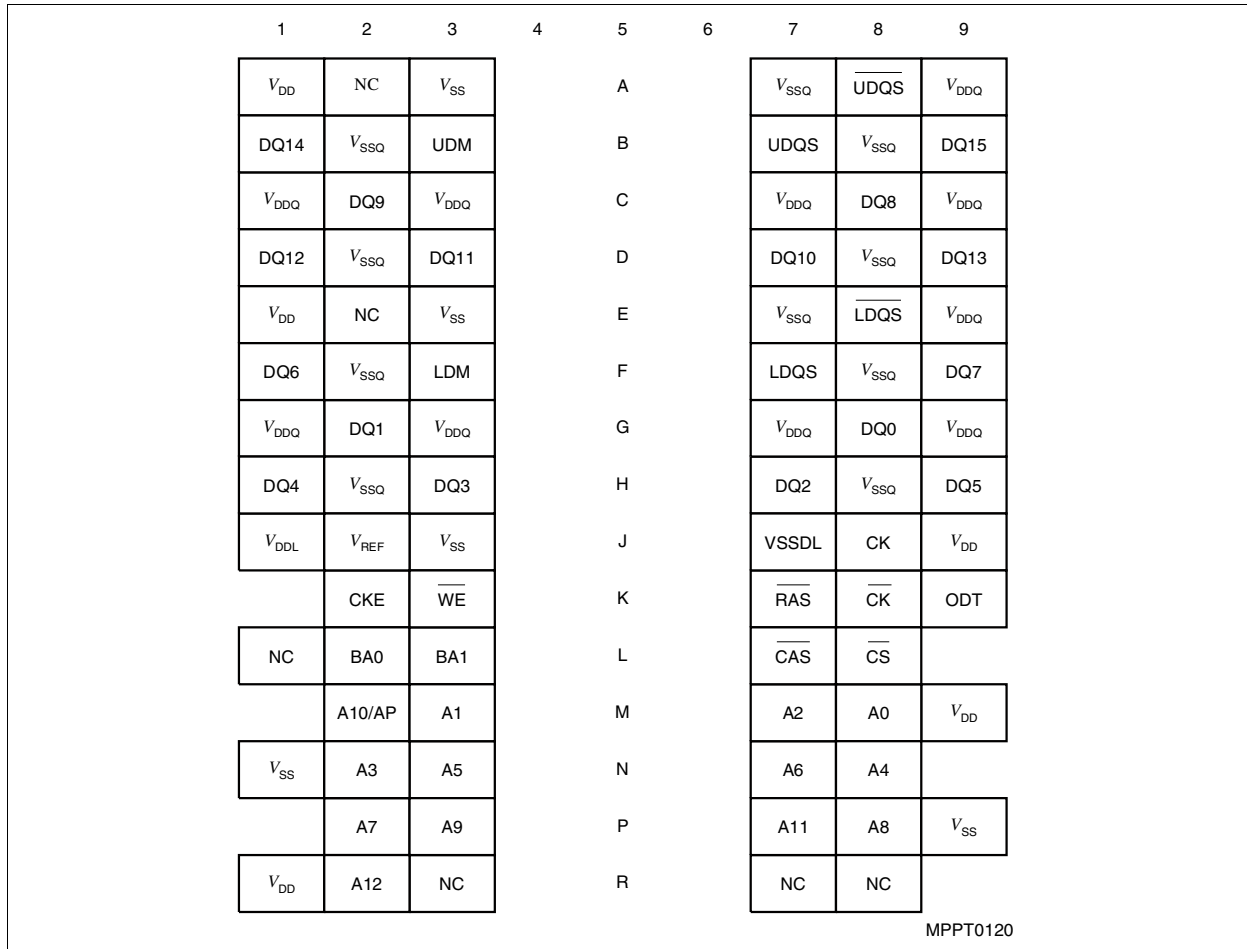 1 2 3 4 5 6 7 8 9
VDD NC VSS A VSSQ UDQS VDDQ
DQ14 VSSQ UDM B UDQS VSSQ DQ15
VDDQ DQ9 VDDQ C VDDQ DQ8 VDDQ
DQ12 VSSQ DQ11 D DQ10 VSSQ DQ13
VDD NC VSS E VSSQ LDQS VDDQ
DQ6 VSSQ LDM F LDQS VSSQ DQ7
VDDQ DQ1 VDDQ G VDDQ DQ0 VDDQ
DQ4 VSSQ DQ3 H DQ2 VSSQ DQ5
VDDL VREF VSS J VSSDL CK VDD
CKE WE K RAS CK ODT
NC BA0 BA1 L CAS CS
A10/AP A1 M A2 A0 VDD
VSS A3 A5 N A6 A4
A7 A9 P A11 A8 VSS
VDD A12 NC R NC NC
MPPT0120